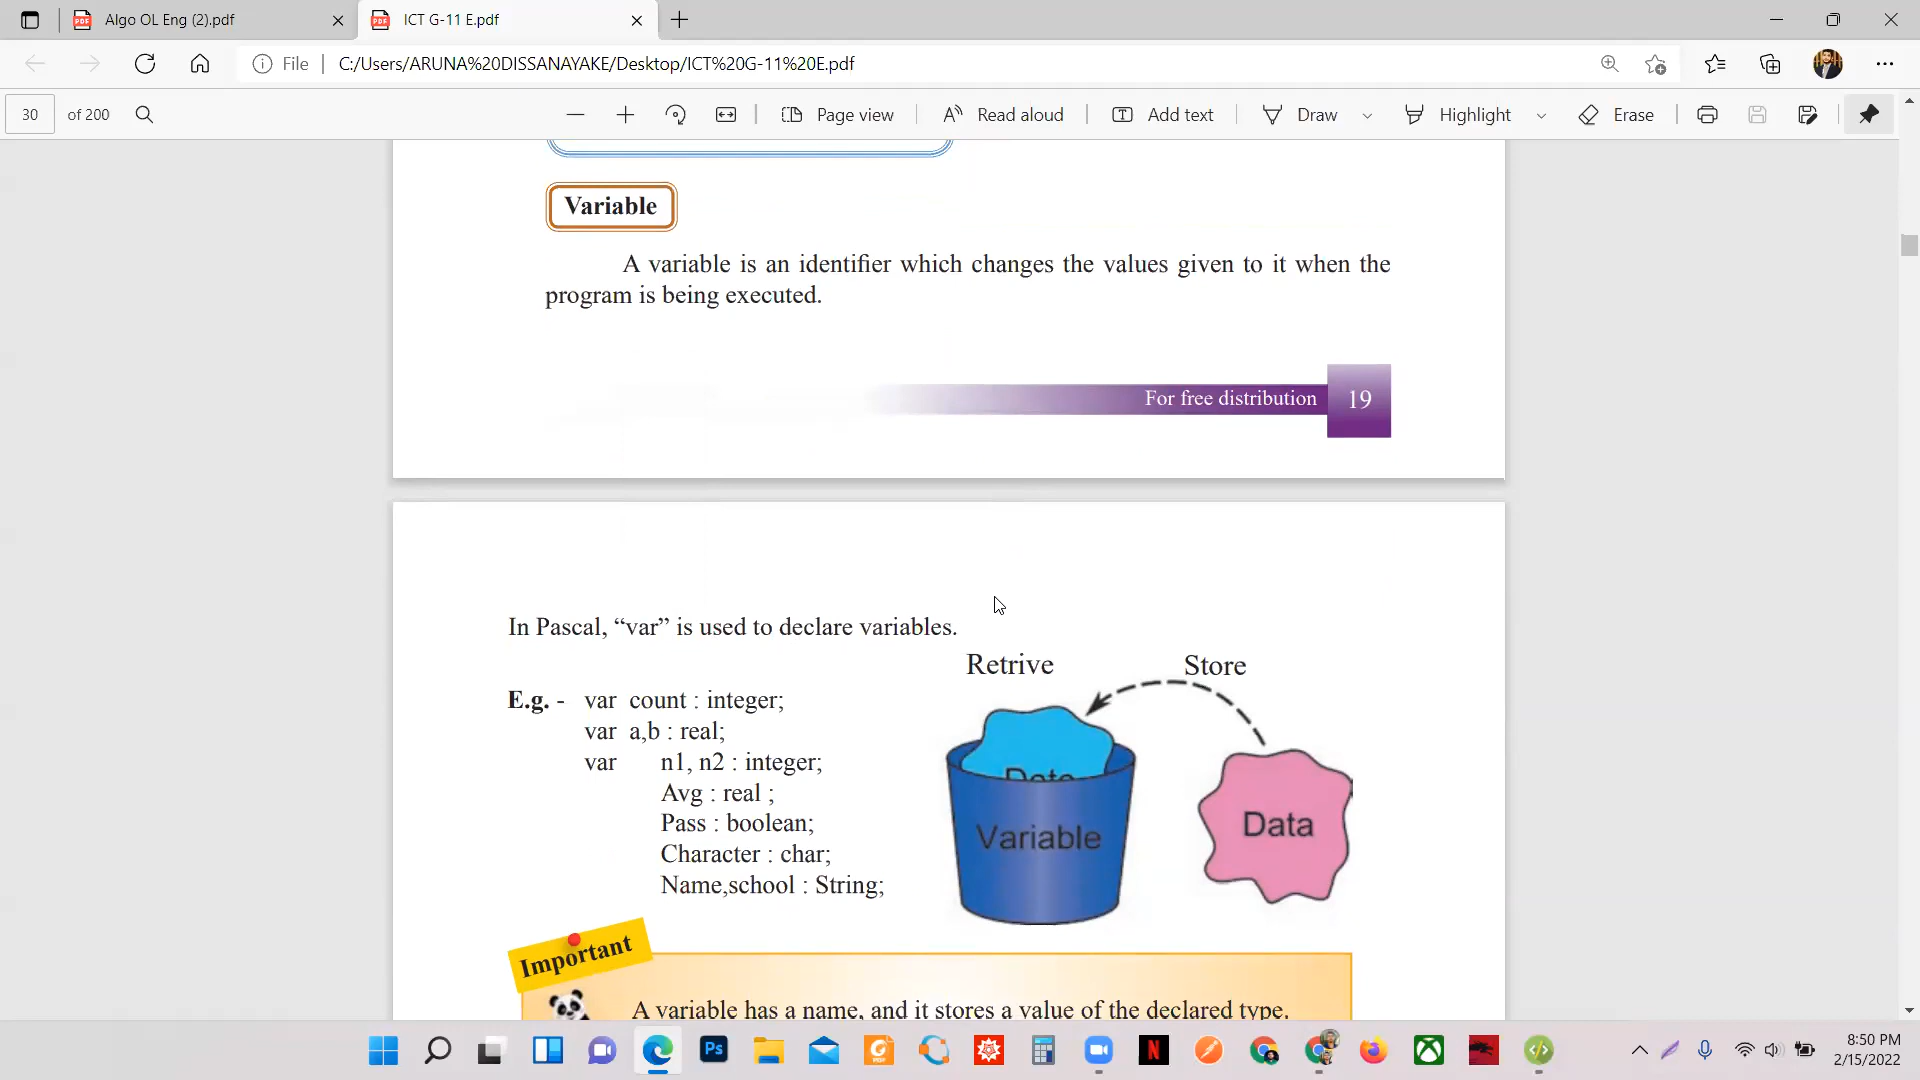 Algo OL Eng (2).pdf
ICT G-11 E.pdf
File
C:/Users/ARUNA%20DISSANAYAKE/Desktop/ICT%20G-11%20E.pdf
30
of 200
Page view
Read aloud
Add text
Draw
Highlight
Erase
Variable
A variable is an identifier which changes the values given to it when the
program is being executed.
For free distribution
19
In Pascal, “var” is used to declare variables.
Retrive
Store
E.g. - var count : integer;
var a,b : real;
var n1, n2 : integer;
Avg : real ;
Pass : boolean;
Character : char;
Name,school : String;
Data
Variable
Data
Important
A variable has a name, and it stores a value of the declared type.
Ps
N
8:50 PM
2/15/2022